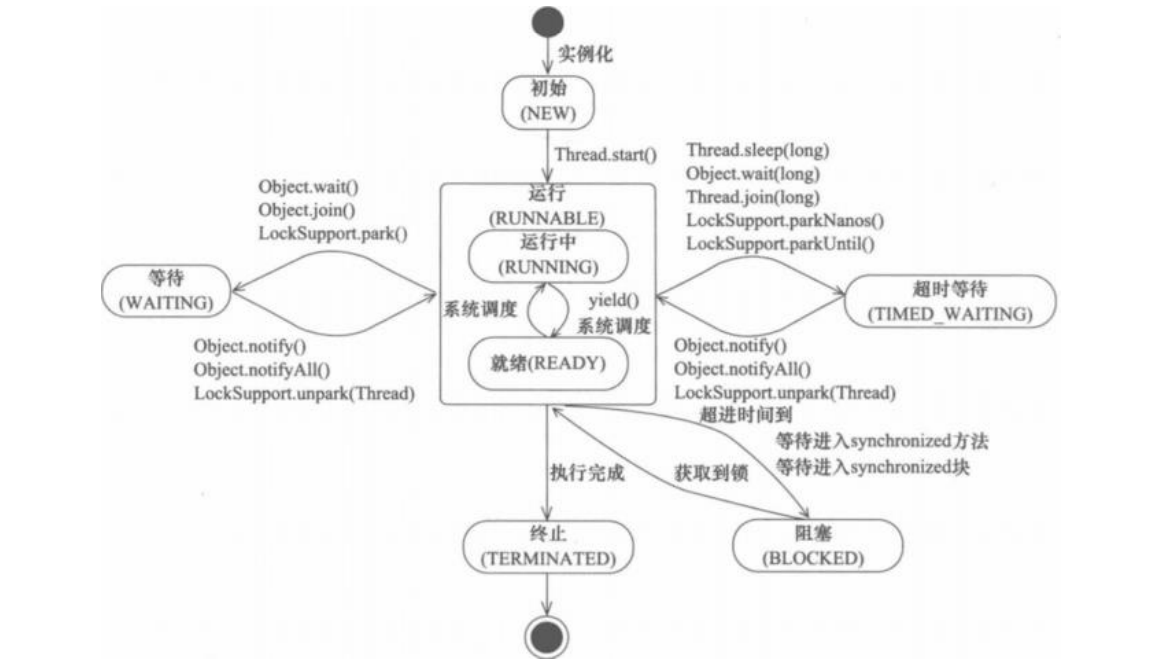 实例化
初始
(NEW)
Thread.start()
Object.wait()
Object.join()
LockSupport.park()
Thread.sleep(long)
Object.wait(long)
Thread.join(long)
LockSupport.parkNanos()
LockSupport.parkUntil()
运行
(RUNNABLE)
运行中
(RUNNING)
等待
(WAITING)
超时等待
(TIMED_WAITING)
系统调度
yield()
系统调度
就绪(READY)
Object.notify()
Object.notifyAll()
LockSupport.unpark(Thread)
Object.notify()
Object.notifyAll()
LockSupport.unpark(Thread)
超进时间到
等待进入synchronized方法
等待进入synchronized块
执行完成
获取到锁
终止
(TERMINATED)
阻塞
(BLOCKED)